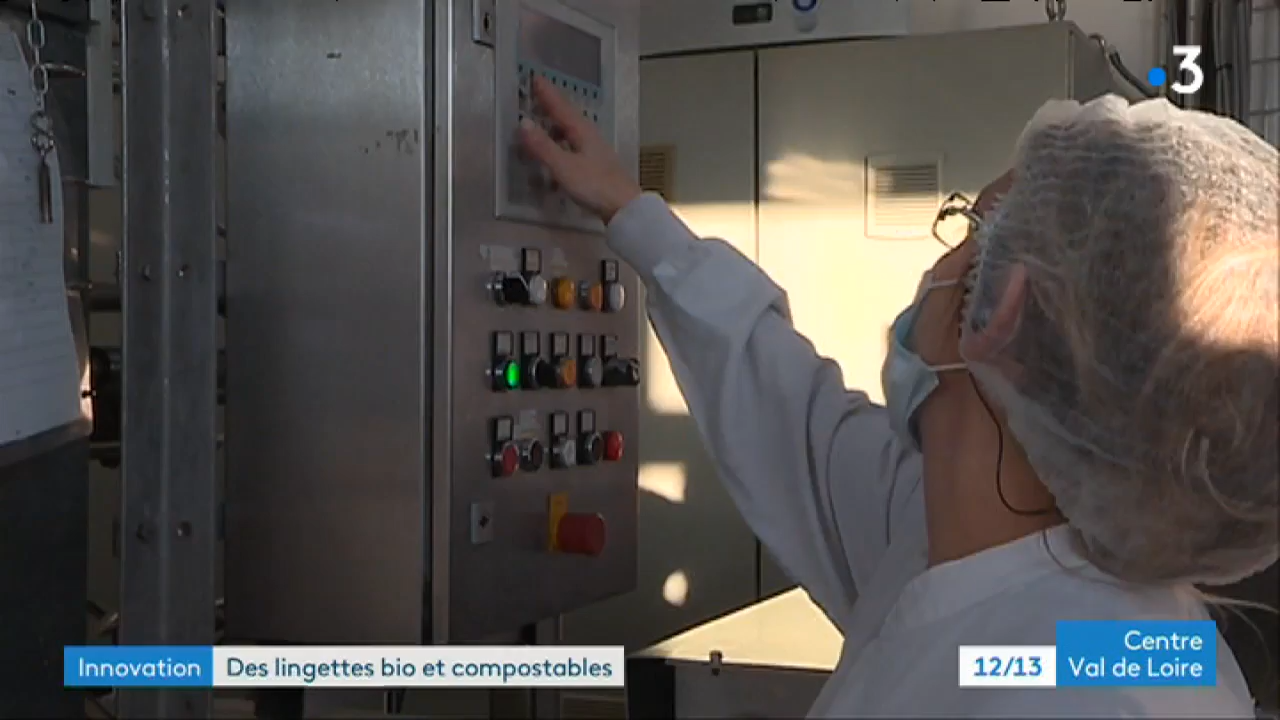 3
Innovation
Des lingettes bio et compostables
12/13
Centre
Val de Loire